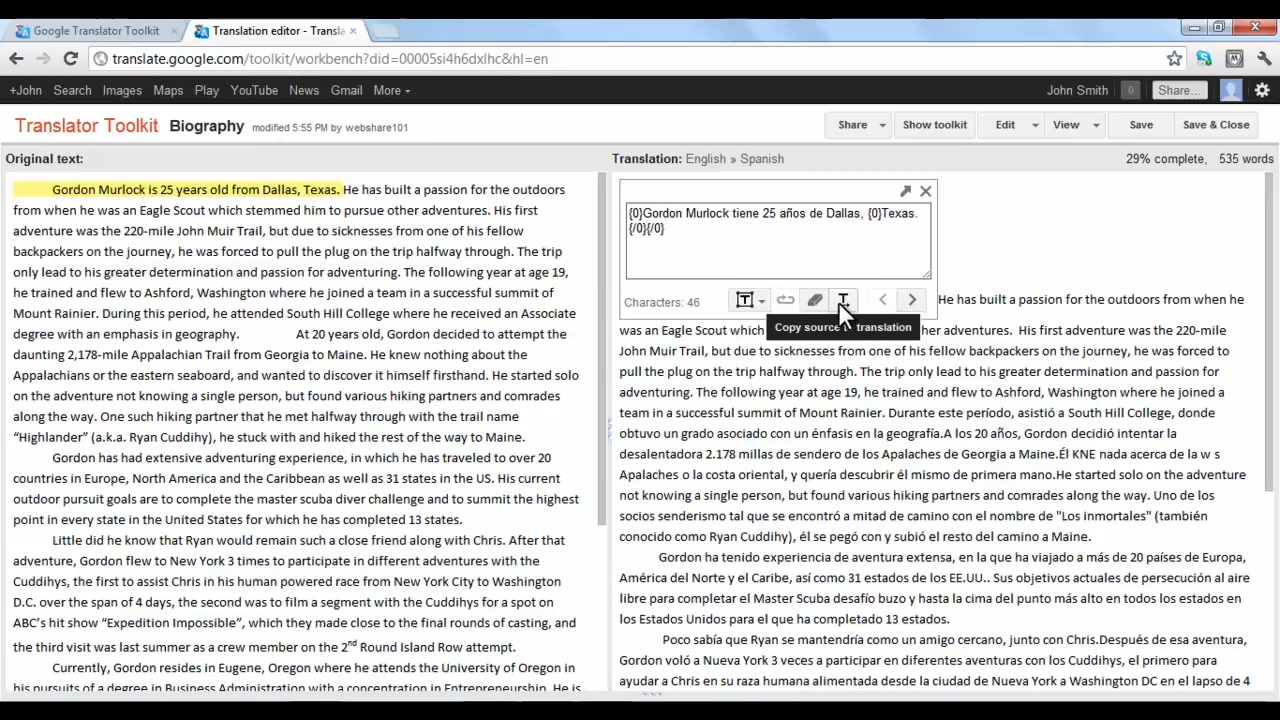 Google Translator Toolkit
Translation editor - Transla
translate.google.com/toolkit/workbench?did=00005si4h6dxlhc&hl=en
+John Search Images Maps Play YouTube News Gmail More
John Smith 0 Share...
Translator Toolkit Biography modified 5:55 PM by webshare101
Share Show toolkit Edit View Save Save & Close
Original text:
Gordon Murlock is 25 years old from Dallas, Texas. He has built a passion for the outdoors
from when he was an Eagle Scout which stemmed him to pursue other adventures. His first
adventure was the 220-mile John Muir Trail, but due to sicknesses from one of his fellow
backpackers on the journey, he was forced to pull the plug on the trip halfway through. The trip
only lead to his greater determination and passion for adventuring. The following year at age 19,
he trained and flew to Ashford, Washington where he joined a team in a successful summit of
Mount Rainier. During this period, he attended South Hill College where he received an Associate
degree with an emphasis in geography. At 20 years old, Gordon decided to attempt the
daunting 2,178-mile Appalachian Trail from Georgia to Maine. He knew nothing about the
Appalachians or the eastern seaboard, and wanted to discover it himself firsthand. He started solo
on the adventure not knowing a single person, but found various hiking partners and comrades
along the way. One such hiking partner that he met halfway through with the trail name
“Highlander” (a.k.a. Ryan Cuddihy), he stuck with and hiked the rest of the way to Maine.
Gordon has had extensive adventuring experience, in which he has traveled to over 20
countries in Europe, North America and the Caribbean as well as 31 states in the US. His current
outdoor pursuit goals are to complete the master scuba diver challenge and to summit the highest
point in every state in the United States for which he has completed 13 states.
Little did he know that Ryan would remain such a close friend along with Chris. After that
adventure, Gordon flew to New York 3 times to participate in different adventures with the
Cuddihys, the first to assist Chris in his human powered race from New York City to Washington
D.C. over the span of 4 days, the second was to film a segment with the Cuddihys for a spot on
ABC’s hit show “Expedition Impossible”, which they made close to the final rounds of casting, and
the third visit was last summer as a crew member on the 2nd Round Island Row attempt.
Currently, Gordon resides in Eugene, Oregon where he attends the University of Oregon in
his pursuits of a degree in Business Administration with a concentration in Entrepreneurship. He is
Translation: English » Spanish
29% complete, 535 words
{0}Gordon Murlock tiene 25 años de Dallas, {0}Texas.
{/0}{/0}
Characters: 46
Copy source translation
He has built a passion for the outdoors from when he
was an Eagle Scout which her adventures. His first adventure was the 220-mile
John Muir Trail, but due to sicknesses from one of his fellow backpackers on the journey, he was forced to
pull the plug on the trip halfway through. The trip only lead to his greater determination and passion for
adventuring. The following year at age 19, he trained and flew to Ashford, Washington where he joined a
team in a successful summit of Mount Rainier. Durante este período, asistió a South Hill College, donde
obtuvo un grado asociado con un énfasis en la geografía.A los 20 años, Gordon decidió intentar la
desalentadora 2.178 millas de sendero de los Apalaches de Georgia a Maine.Él KNE nada acerca de la w s
Apalaches o la costa oriental, y quería descubrir él mismo de primera mano.He started solo on the adventure
not knowing a single person, but found various hiking partners and comrades along the way. Uno de los
socios senderismo tal que se encontró a mitad de camino con el nombre de "Los inmortales" (también
conocido como Ryan Cuddihy), él se pegó con y subió el resto del camino a Maine.
Gordon ha tenido experiencia de aventura extensa, en la que ha viajado a más de 20 países de Europa,
América del Norte y el Caribe, así como 31 estados de los EE.UU.. Sus objetivos actuales de persecución al aire
libre para completar el Master Scuba desafío buzo y hasta la cima del punto más alto en todos los estados en
los Estados Unidos para el que ha completado 13 estados.
Poco sabía que Ryan se mantendría como un amigo cercano, junto con Chris.Después de esa aventura,
Gordon voló a Nueva York 3 veces a participar en diferentes aventuras con los Cuddihys, el primero para
ayudar a Chris en su raza humana alimentada desde la ciudad de Nueva York a Washington DC en el lapso de 4